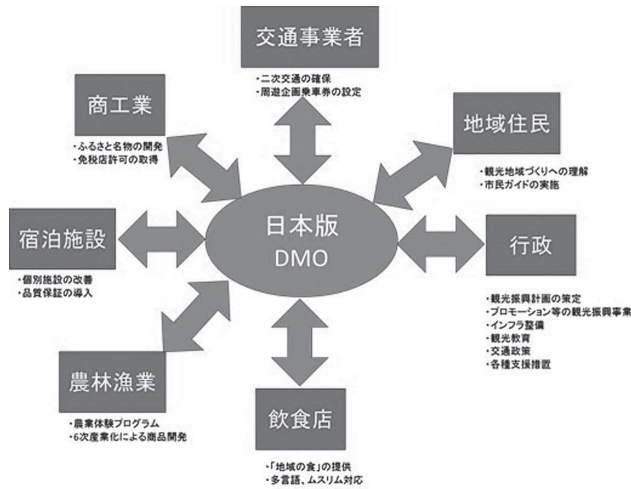 交通事業者
・二次交通の確保
・周遊企画乗車券の設定
商工業
・ふるさと名物の開発
・免税店許可の取得
地域住民
・観光地域づくりへの理解
・市民ガイドの実施
日本版
DMO
宿泊施設
・個別施設の改善
・品質保証の導入
行政
・観光振興計画の策定
・プロモーション等の観光振興事業
・インフラ整備
・観光教育
・交通政策
・各種支援措置
農林漁業
・農業体験プログラム
・6次産業化による商品開発
飲食店
・「地域の食」の提供
・多言語、ムスリム対応